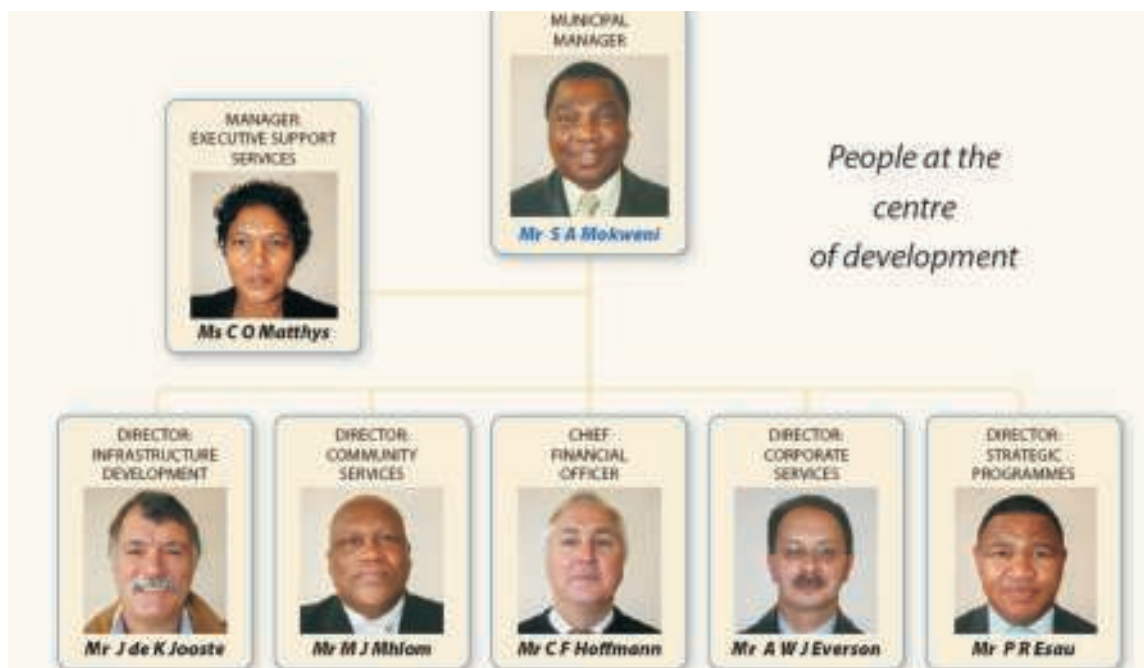 MUNICIPAL
MANAGER
Mr S A Mokweni
MANAGER:
EXECUTIVE SUPPORT
SERVICES
Ms C O Matthys
People at the
centre
of development
DIRECTOR:
INFRASTRUCTURE
DEVELOPMENT
Mr J de K Jooste
DIRECTOR:
COMMUNITY
SERVICES
Mr M J Mhlom
CHIEF
FINANCIAL
OFFICER
Mr C F Hoffmann
DIRECTOR:
CORPORATE
SERVICES
Mr A W J Everson
DIRECTOR:
STRATEGIC
PROGRAMMES
Mr P R Esau